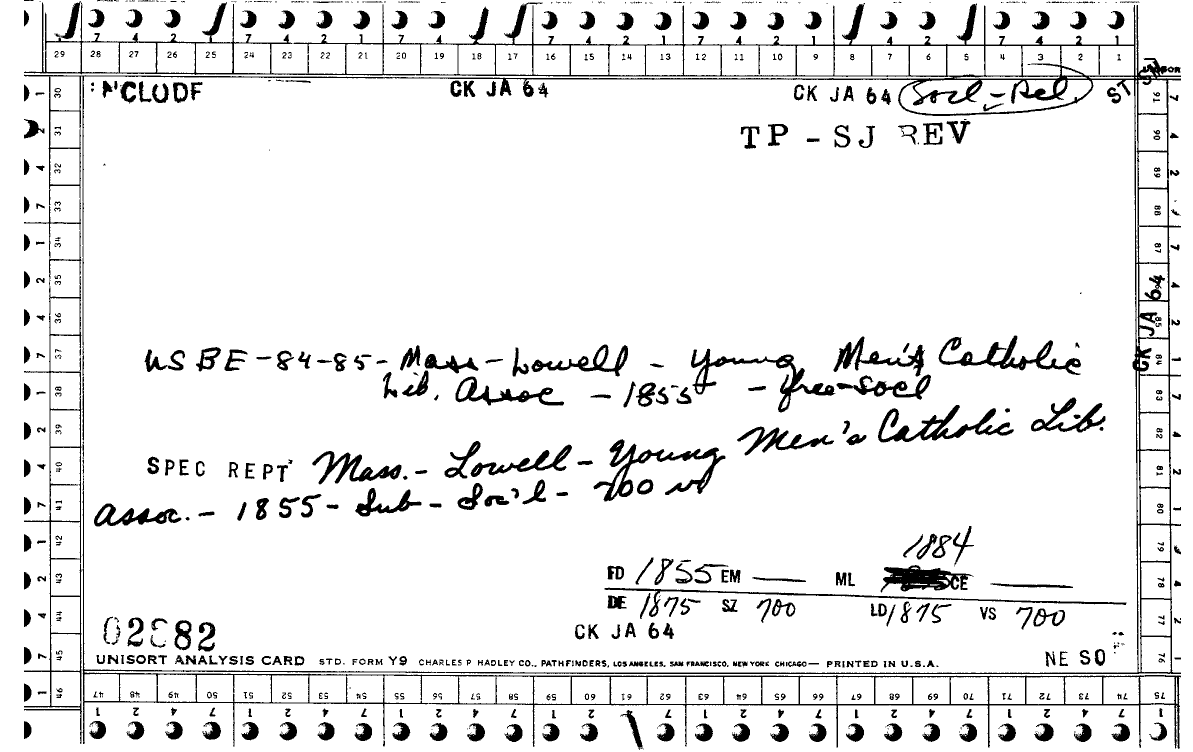 7 4 2 1 7 4 2 1 7 4 2 1 7 4 2 1 7 4 2 1 7 4 2 1 7 4 2 1
29 28 27 26 25 24 23 22 21 20 19 18 17 16 15 14 13 12 11 10 9 8 7 6 5 4 3 2 1
NCLUDF CK JA 64 CK JA 64 Socl-Rel. ST
TP - SJ REV
US BE-84-85-Mass-Lowell - Young Men's Catholic
Lib. Assoc - 1855 - free-socl
SPEC REPT Mass.- Lowell - Young Men's Catholic Lib.
Assoc. - 1855 - Sub - Soc'l - 700 vs
1884
FD 1855 EM —— ML CE ——
DE 1875 SZ 700 LD 1875 VS 700
02882 CK JA 64
UNISORT ANALYSIS CARD STD. FORM Y9 CHARLES P HADLEY CO., PATHFINDERS, LOS ANGELES, SAN FRANCISCO, NEW YORK CHICAGO— PRINTED IN U.S.A. NE SO
47 48 49 50 51 52 53 54 55 56 57 58 59 60 61 62 63 64 65 66 67 68 69 70 71 72 73 74 75
1 2 4 7 1 2 4 7 1 2 4 7 1 2 4 7 1 2 4 7 1 2 4 7 1 2 4 7
30 31 32 33 34 35 36 37 38 39 40 41 42 43 44 45 46
91 90 89 88 87 85 84 83 82 81 80 79 78 77 76
CK JA 64